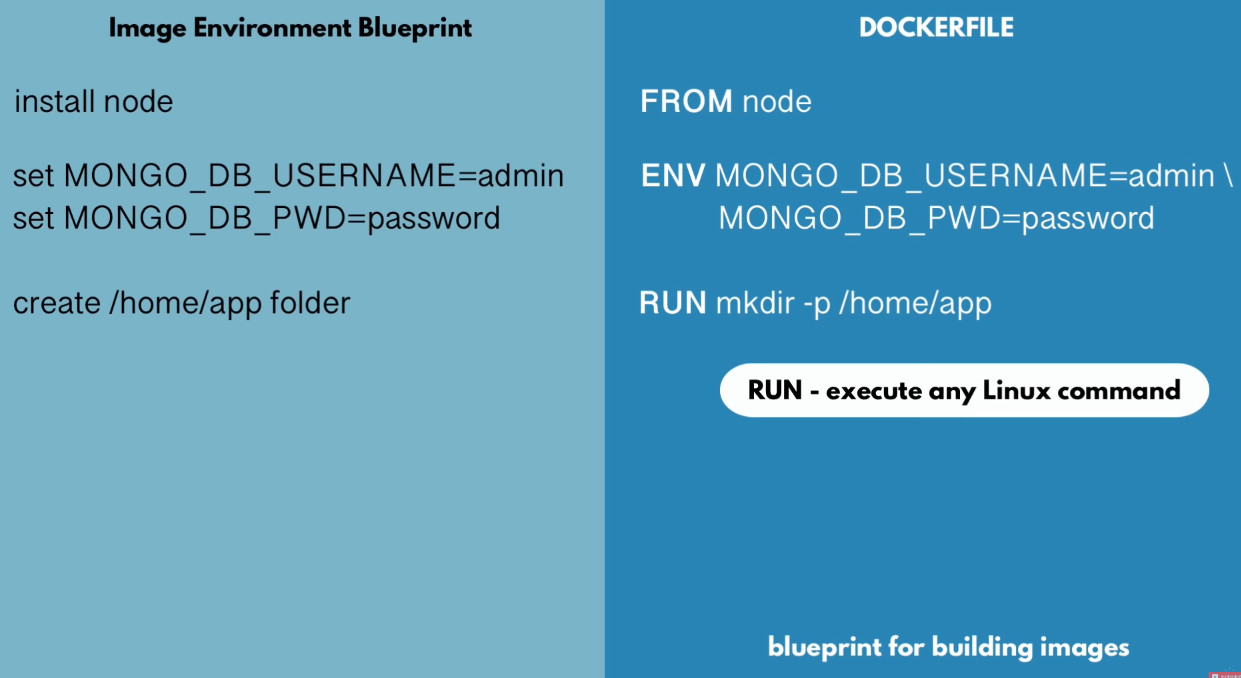 Image Environment Blueprint
install node
set MONGO_DB_USERNAME=admin
set MONGO_DB_PWD=password
create /home/app folder
DOCKERFILE
FROM node
ENV MONGO_DB_USERNAME=admin \
MONGO_DB_PWD=password
RUN mkdir -p /home/app
RUN - execute any Linux command
blueprint for building images